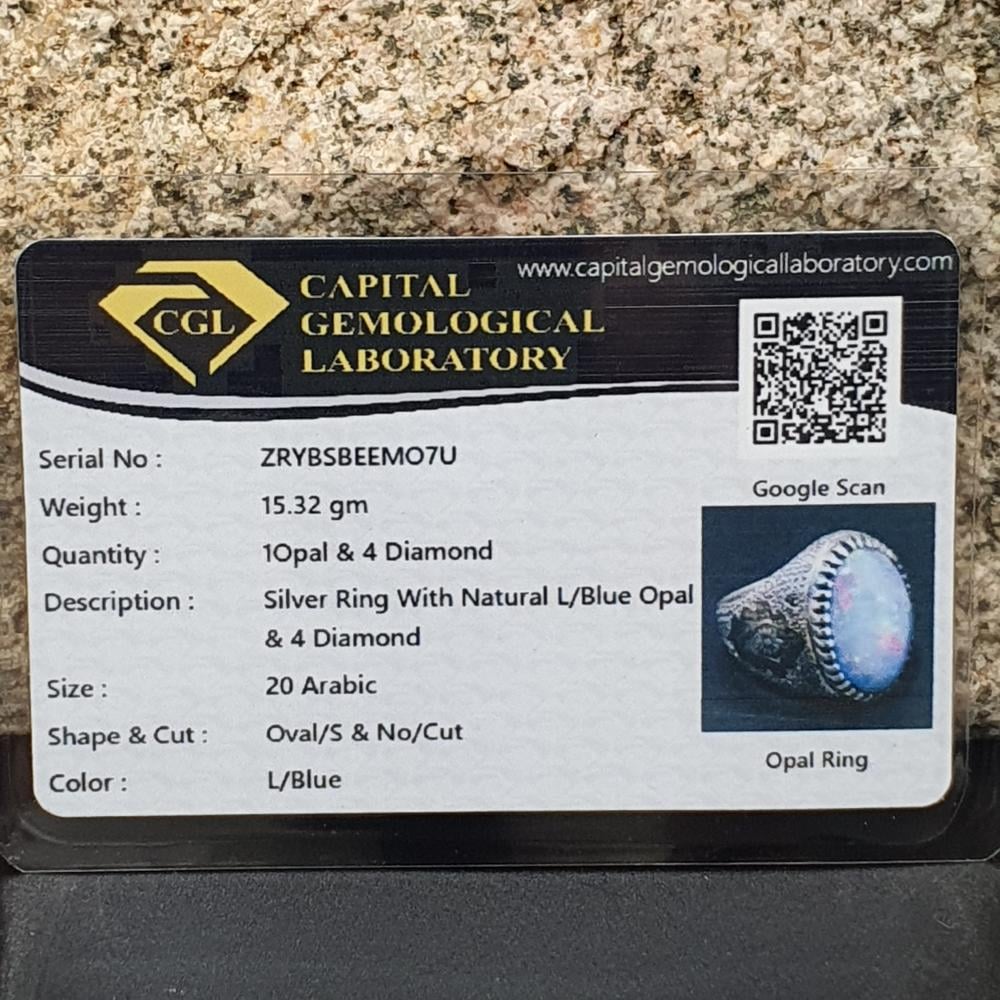 www.capitalgemologicallaboratory.com
CGL
CAPITAL
GEMOLOGICAL
LABORATORY
Serial No : ZRYBSBEEMO7U
Weight : 15.32 gm
Quantity : 1Opal & 4 Diamond
Description : Silver Ring With Natural L/Blue Opal
& 4 Diamond
Size : 20 Arabic
Shape & Cut : Oval/S & No/Cut
Color : L/Blue
Google Scan
Opal Ring